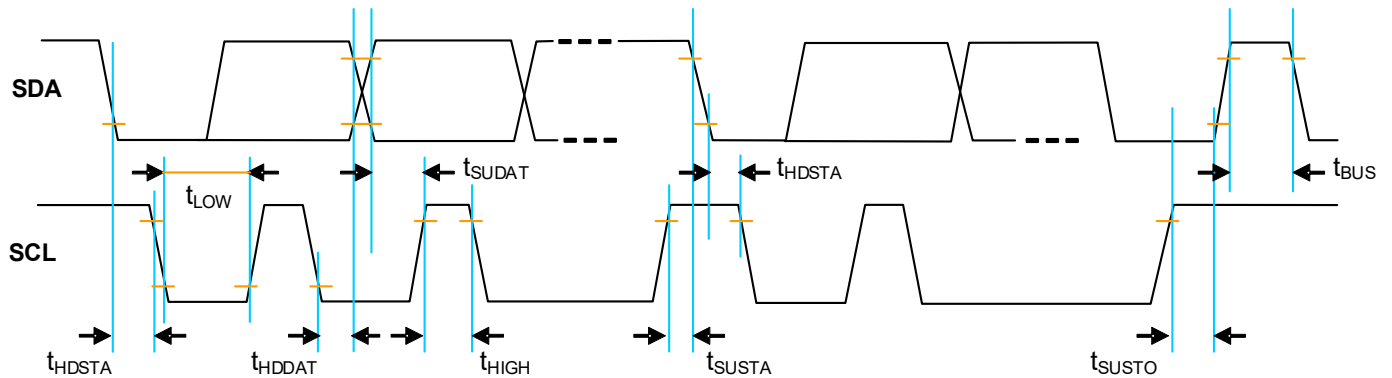 SDA
tSUDAT
tHDSTA
tBUS
tLOW
SCL
tHDSTA
tHDDAT
tHIGH
tSUSTA
tSUSTO